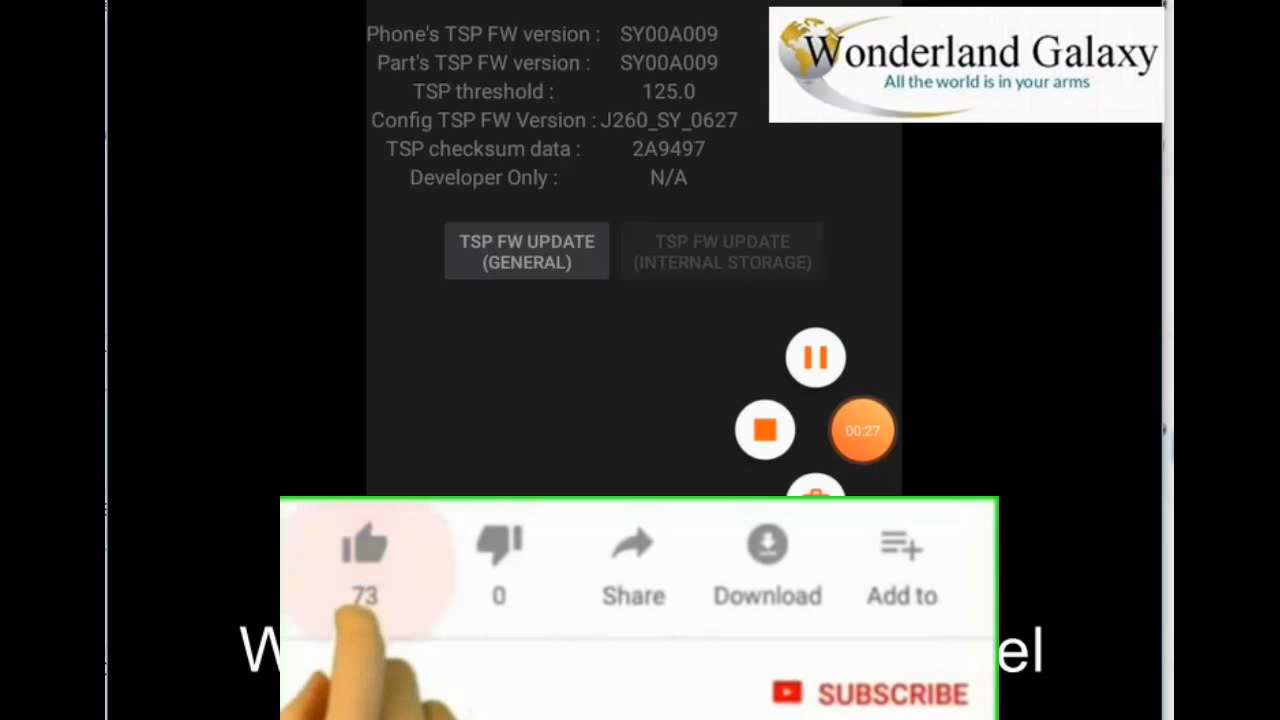 Phone's TSP FW version : SY00A009
Part's TSP FW version : SY00A009
TSP threshold : 125.0
Config TSP FW Version : J260_SY_0627
TSP checksum data : 2A9497
Developer Only : N/A
Wonderland Galaxy
All the world is in your arms
TSP FW UPDATE
(GENERAL)
TSP FW UPDATE
(INTERNAL STORAGE)
00:27
73 0 Share Download Add to
SUBSCRIBE